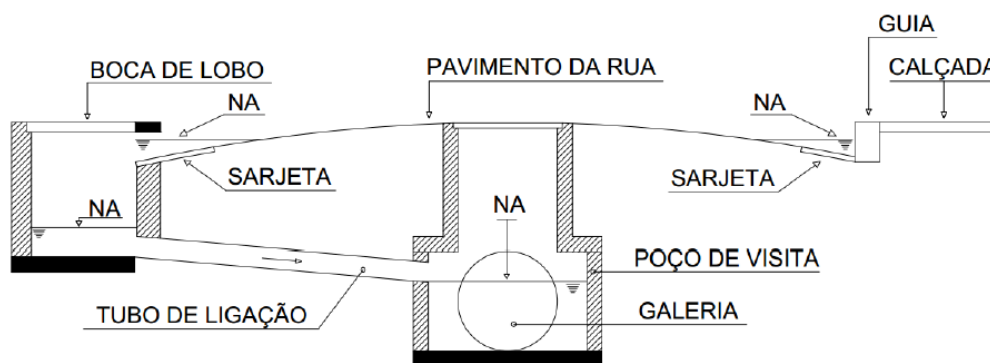 GUIA
BOCA DE LOBO
PAVIMENTO DA RUA
CALÇADA
NA
NA
SARJETA
SARJETA
NA
NA
POÇO DE VISITA
TUBO DE LIGAÇÃO
GALERIA